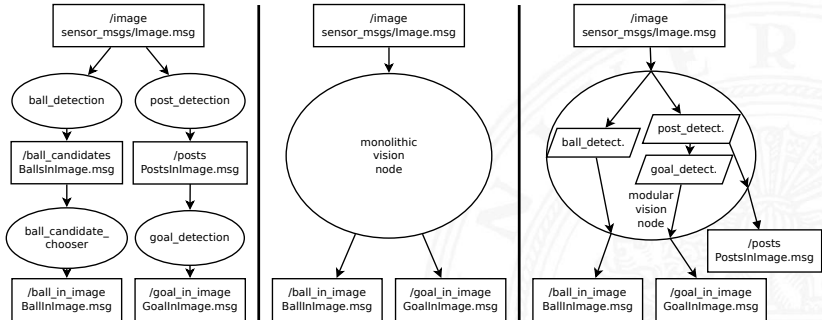 /image
sensor_msgs/Image.msg
ball_detection
post_detection
/ball_candidates
BallsInImage.msg
/posts
PostsInImage.msg
ball_candidate_
chooser
goal_detection
/ball_in_image
BallInImage.msg
/goal_in_image
GoalInImage.msg
/image
sensor_msgs/Image.msg
monolithic
vision
node
/ball_in_image
BallInImage.msg
/goal_in_image
GoalInImage.msg
/image
sensor_msgs/Image.msg
ball_detect.
post_detect.
goal_detect.
modular
vision
node
/posts
PostsInImage.msg
/ball_in_image
BallInImage.msg
/goal_in_image
GoalInImage.msg